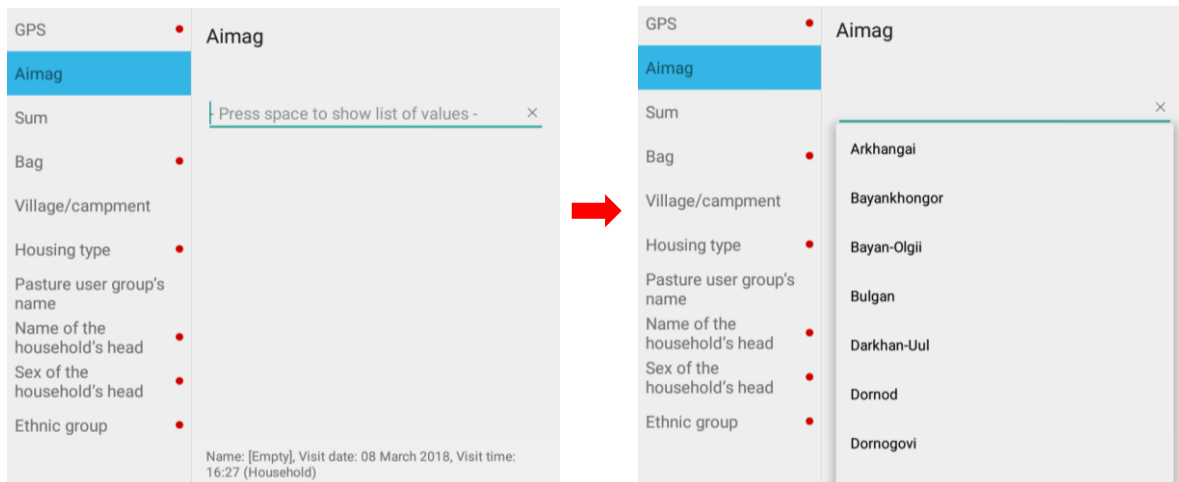 GPS
Aimag
Sum
Bag
Village/campment
Housing type
Pasture user group's
name
Name of the
household's head
Sex of the
household's head
Ethnic group
Aimag
- Press space to show list of values -
Name: [Empty], Visit date: 08 March 2018, Visit time:
16:27 (Household)
GPS
Aimag
Sum
Bag
Village/campment
Housing type
Pasture user group's
name
Name of the
household's head
Sex of the
household's head
Ethnic group
Aimag
Arkhangai
Bayankhongor
Bayan-Olgii
Bulgan
Darkhan-Uul
Dornod
Dornogovi